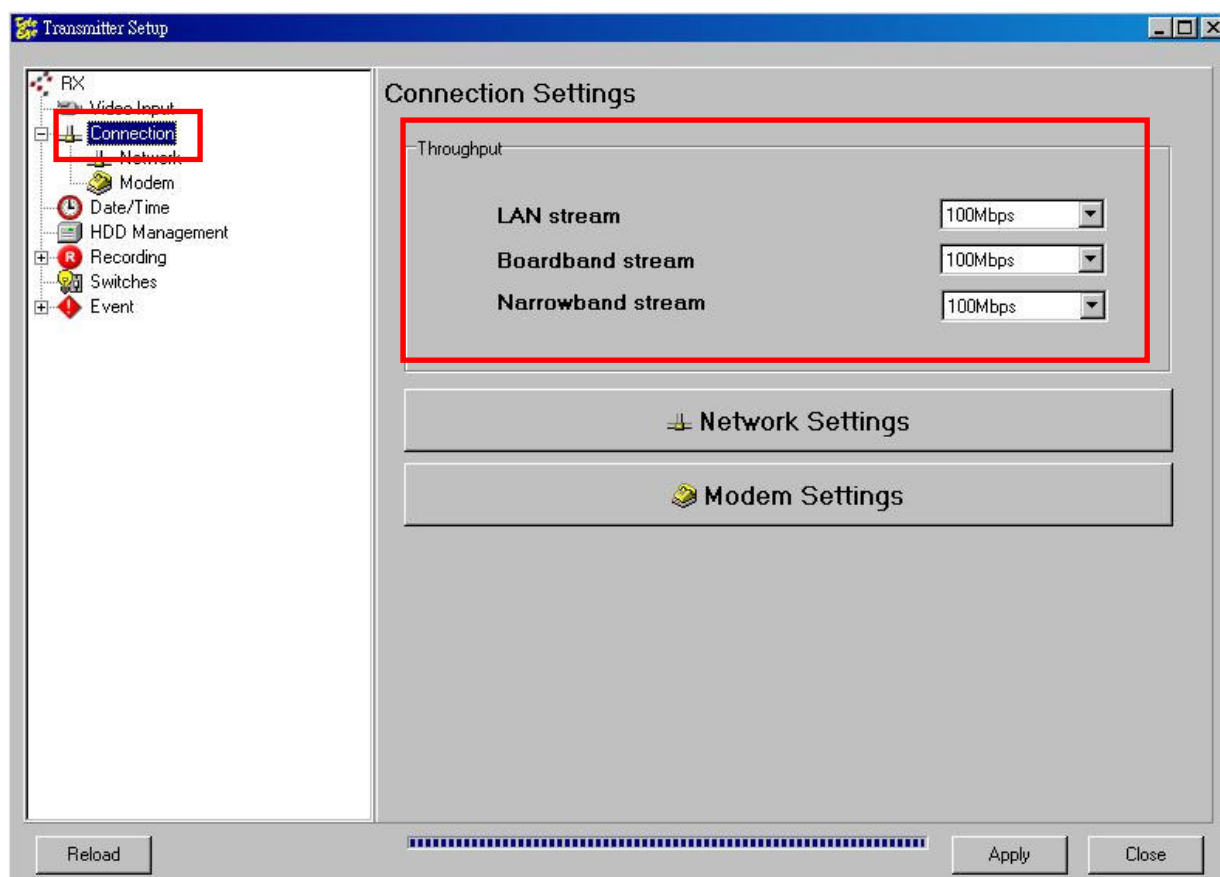 Transmitter Setup
RX
Video Input
Connection
Network
Modem
Date/Time
HDD Management
Recording
Switches
Event
Connection Settings
Throughput
LAN stream 100Mbps
Boardband stream 100Mbps
Narrowband stream 100Mbps
Network Settings
Modem Settings
Reload
Apply
Close